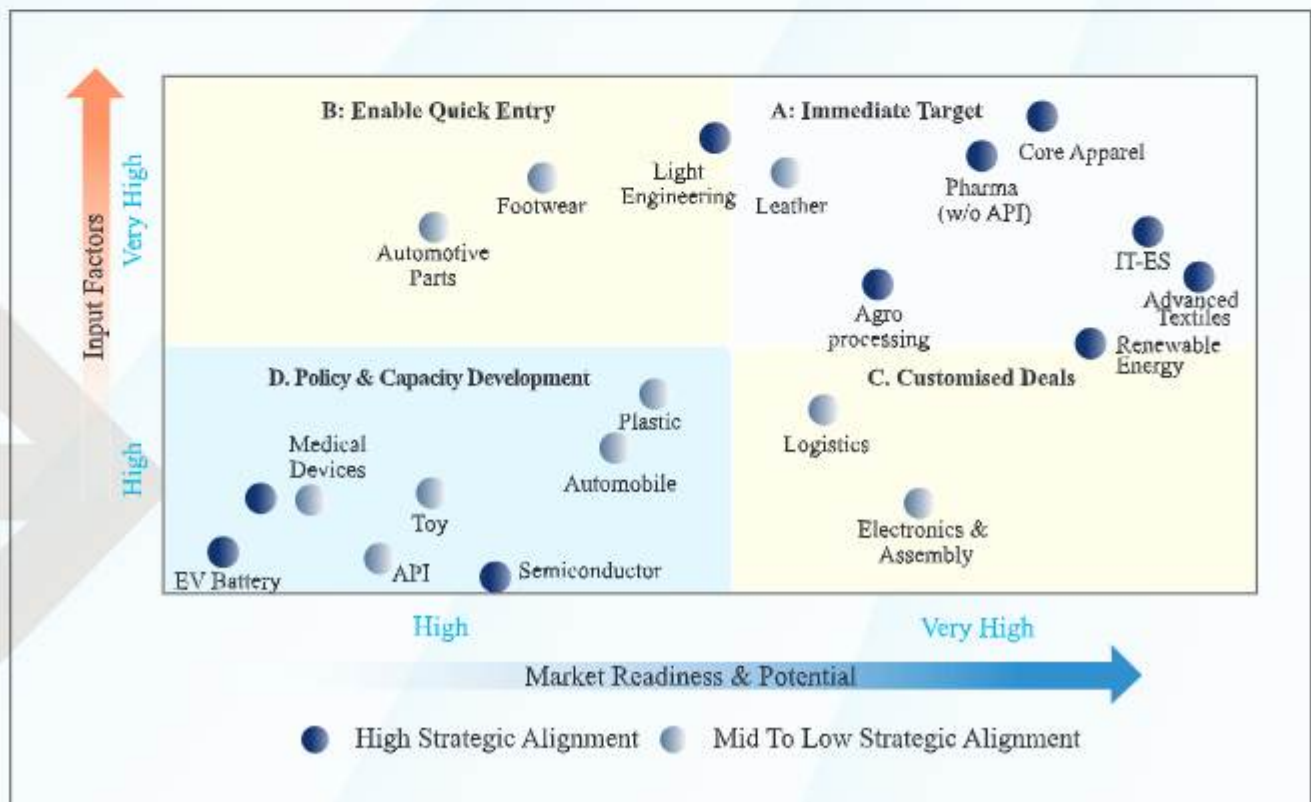 B: Enable Quick Entry
A: Immediate Target
Core Apparel
Light
Engineering
Pharma
(w/o API)
Footwear
Leather
Automotive
Parts
IT-ES
Advanced
Textiles
Agro
processing
Renewable
Energy
D. Policy & Capacity Development
C. Customised Deals
Plastic
Logistics
Medical
Devices
Automobile
Toy
Electronics &
Assembly
EV Battery
API
Semiconductor
Input Factors
Very High
High
High
Very High
Market Readiness & Potential
High Strategic Alignment
Mid To Low Strategic Alignment